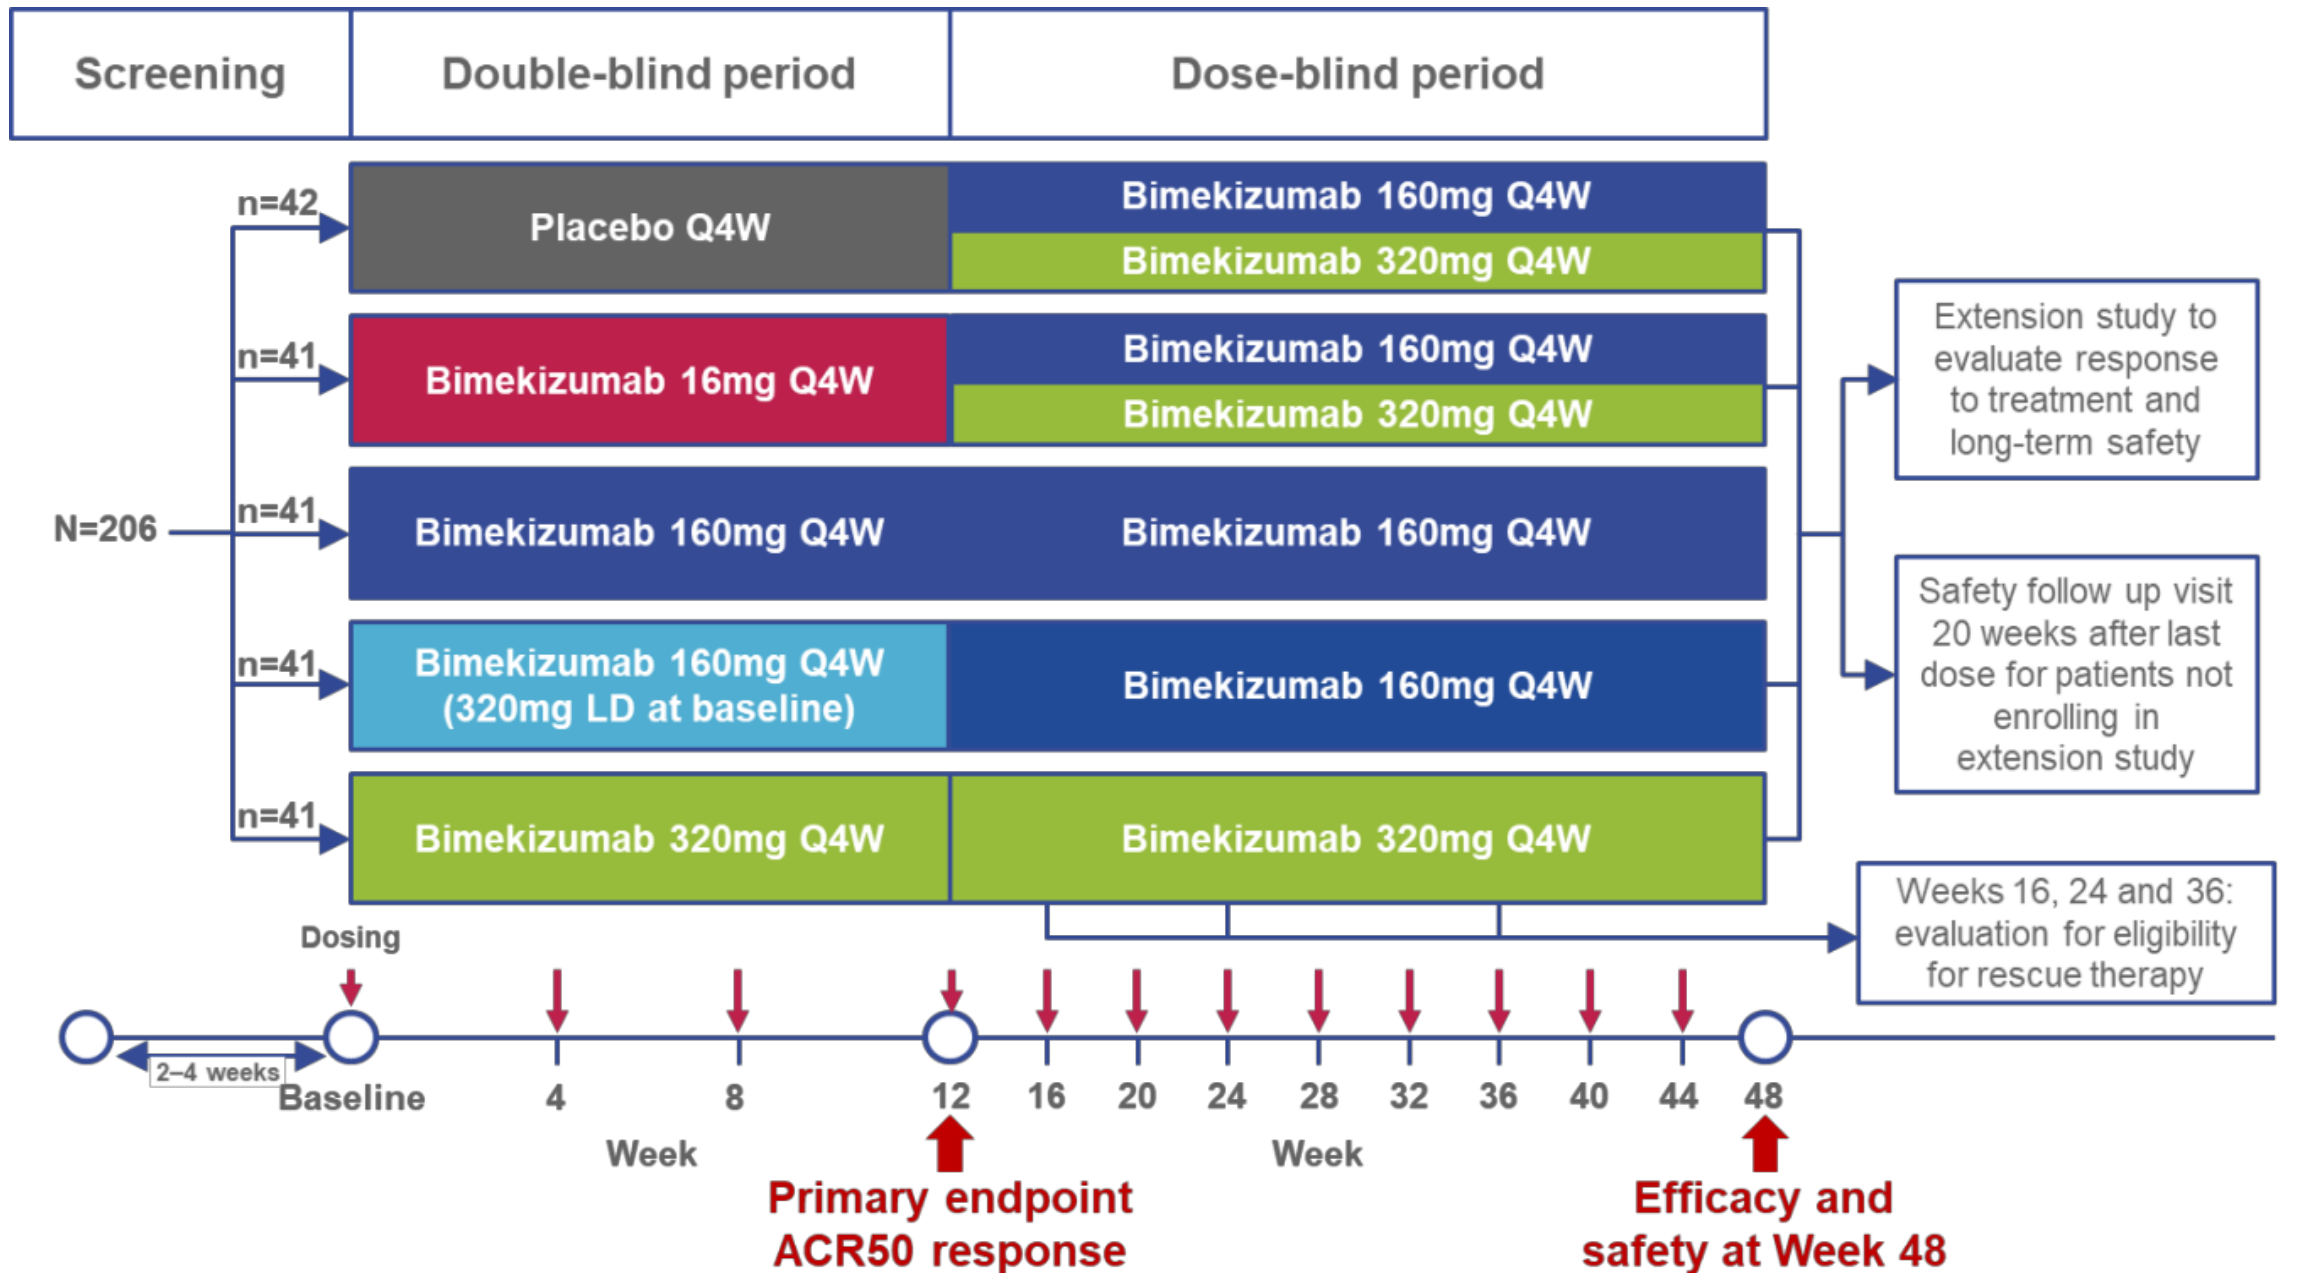 Screening
Double-blind period
Dose-blind period
n=42
Placebo Q4W
Bimekizumab 160mg Q4W
Bimekizumab 320mg Q4W
n=41
Bimekizumab 16mg Q4W
Bimekizumab 160mg Q4W
Bimekizumab 320mg Q4W
N=206
n=41
Bimekizumab 160mg Q4W
Bimekizumab 160mg Q4W
n=41
Bimekizumab 160mg Q4W
(320mg LD at baseline)
Bimekizumab 160mg Q4W
n=41
Bimekizumab 320mg Q4W
Bimekizumab 320mg Q4W
Extension study to
evaluate response
to treatment and
long-term safety
Safety follow up visit
20 weeks after last
dose for patients not
enrolling in
extension study
Weeks 16, 24 and 36:
evaluation for eligibility
for rescue therapy
Dosing
2–4 weeks
Baseline
4
8
12
16
20
24
28
32
36
40
44
48
Week
Week
Primary endpoint
ACR50 response
Efficacy and
safety at Week 48